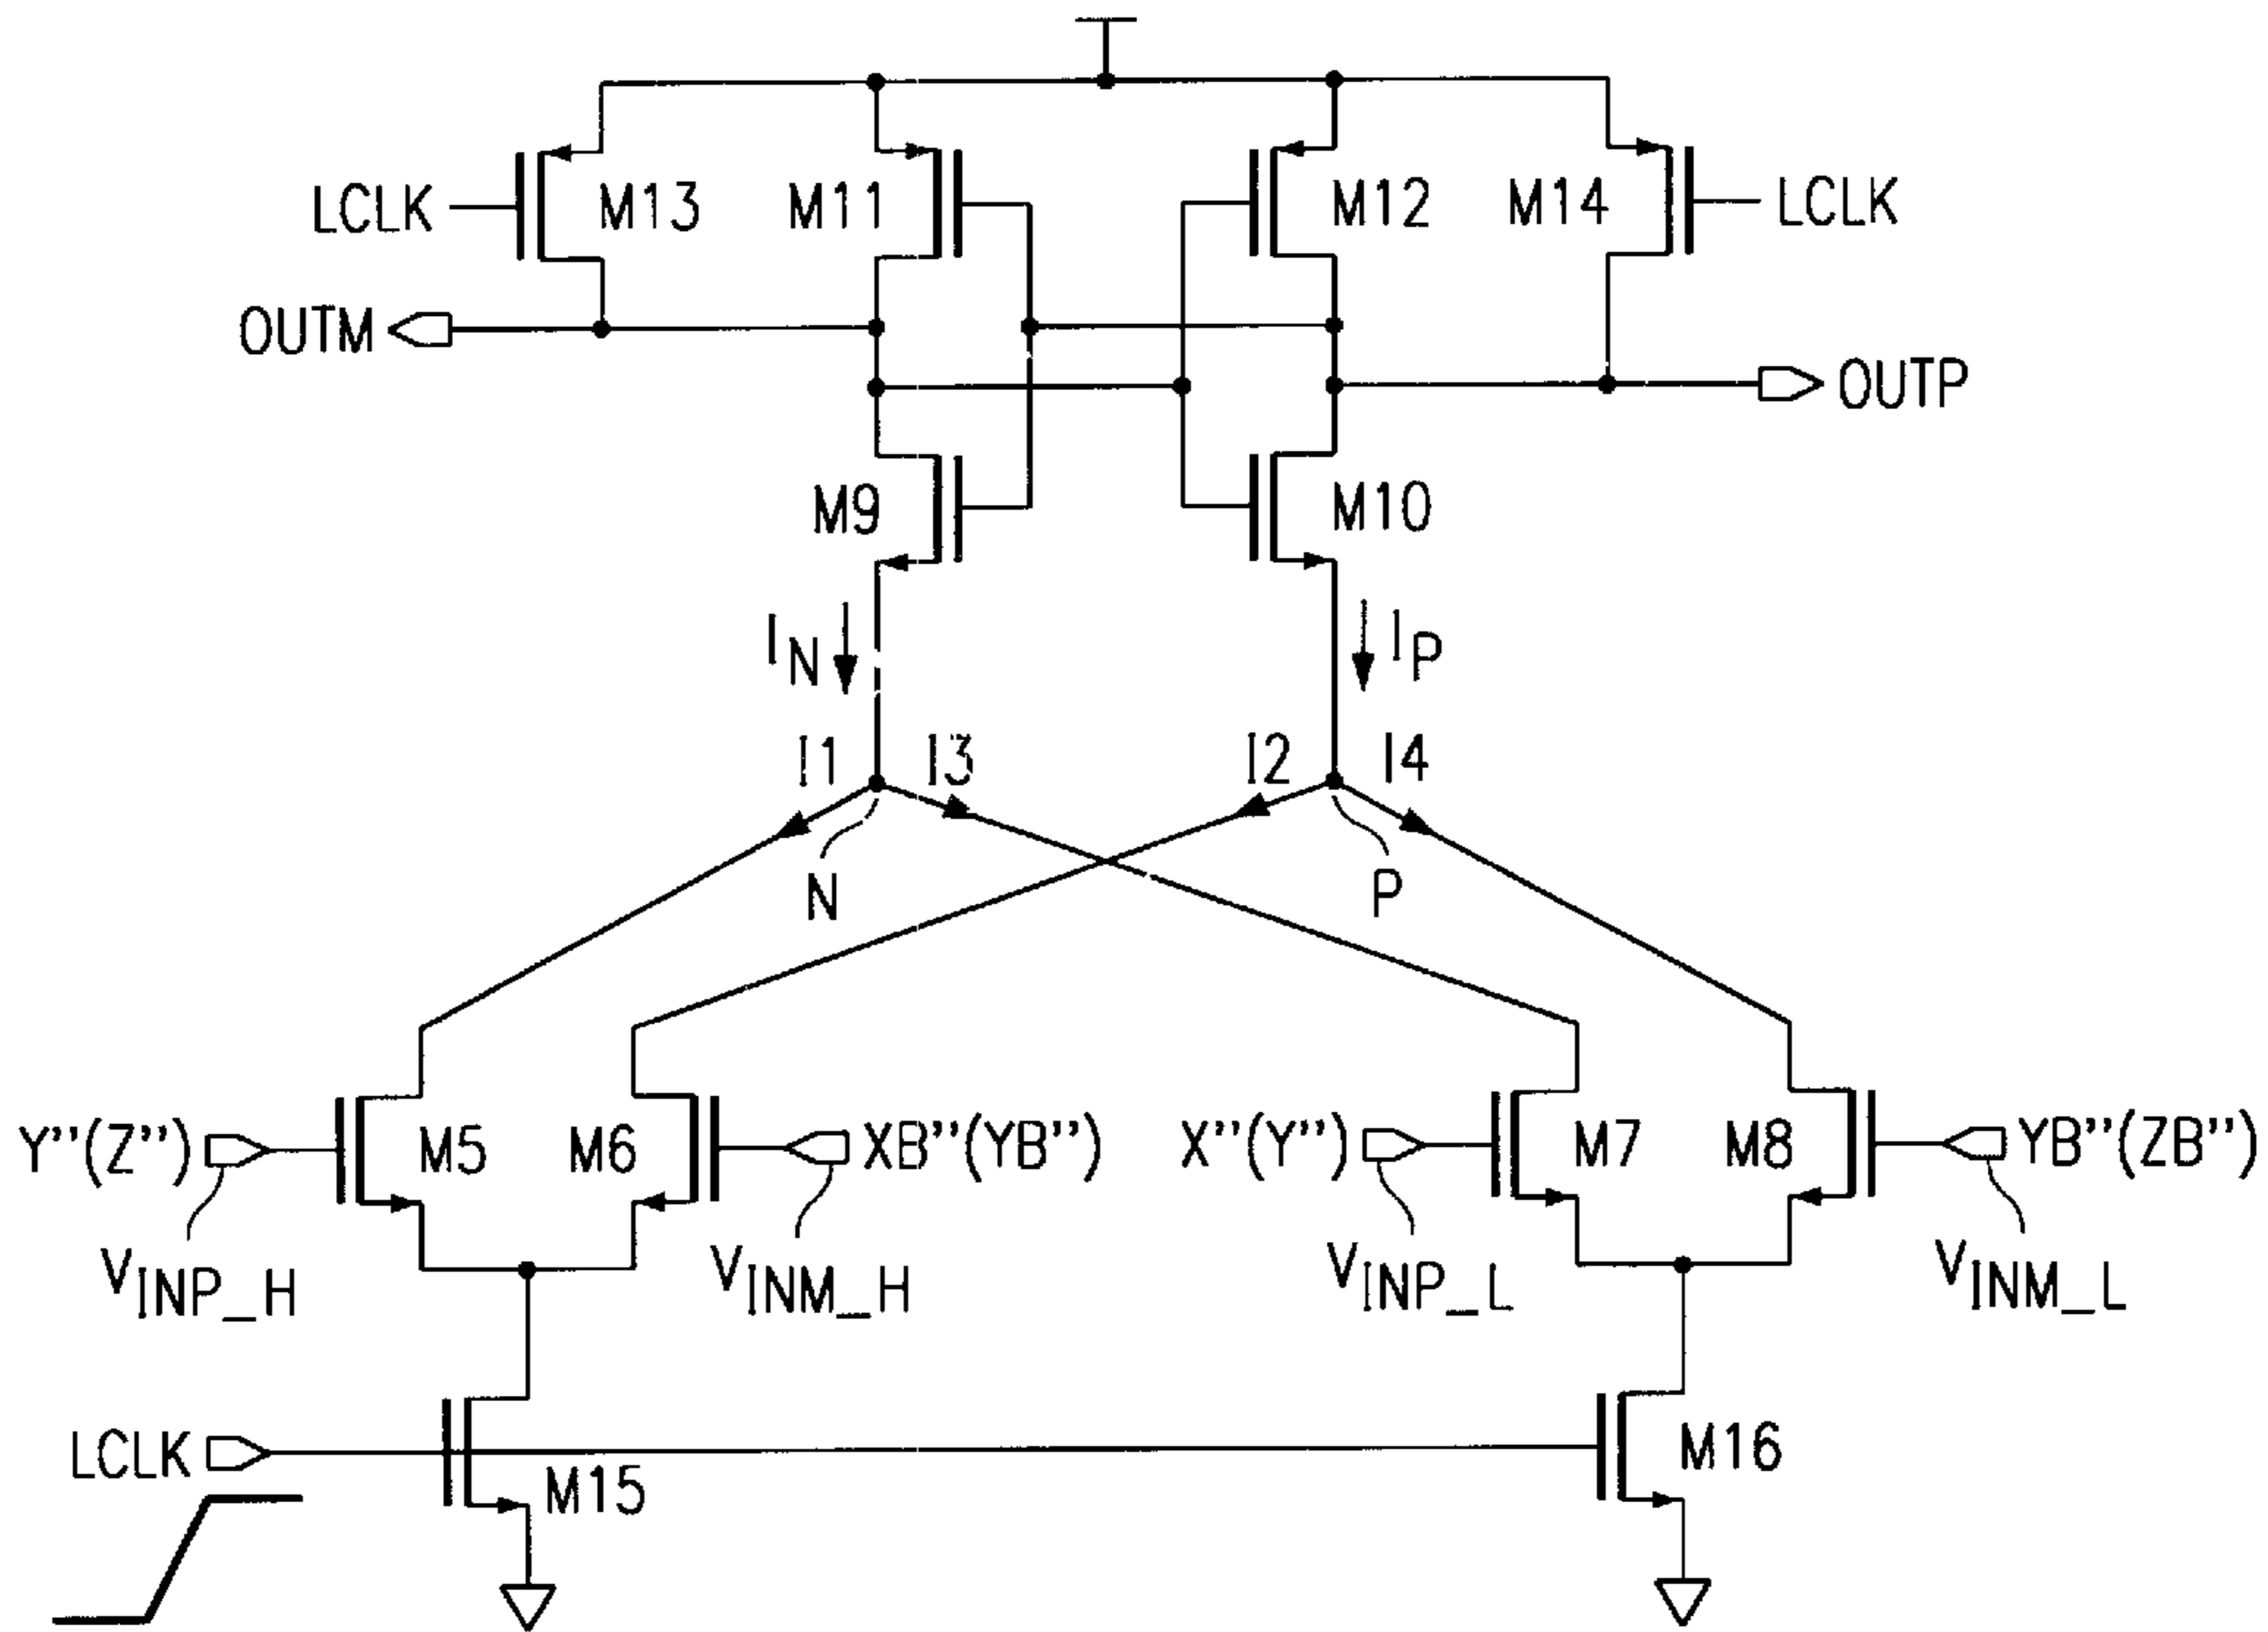 LCLK M13 M11 M12 M14 LCLK
OUTM OUTP
M9 M10
IN IP
I1 I3 I2 I4
N P
Y''(Z'') M5 M6 XB''(YB'') X''(Y'') M7 M8 YB''(ZB'')
VINP_H VINM_H VINP_L VINM_L
LCLK M15 M16